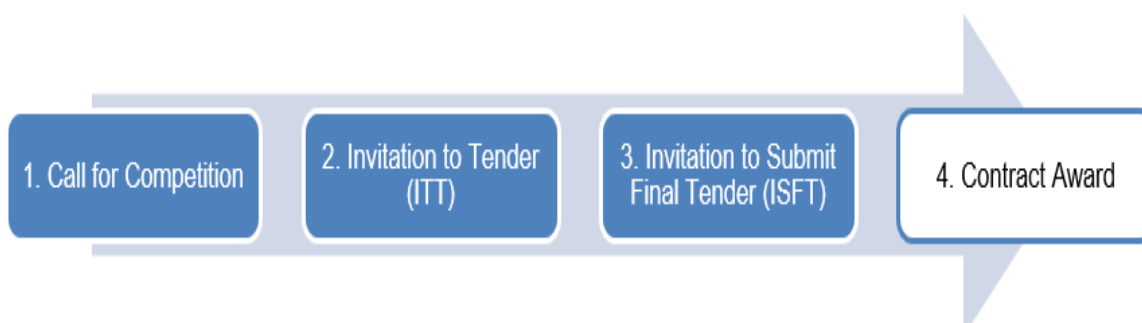 1. Call for Competition
2. Invitation to Tender
(ITT)
3. Invitation to Submit
Final Tender (ISFT)
4. Contract Award